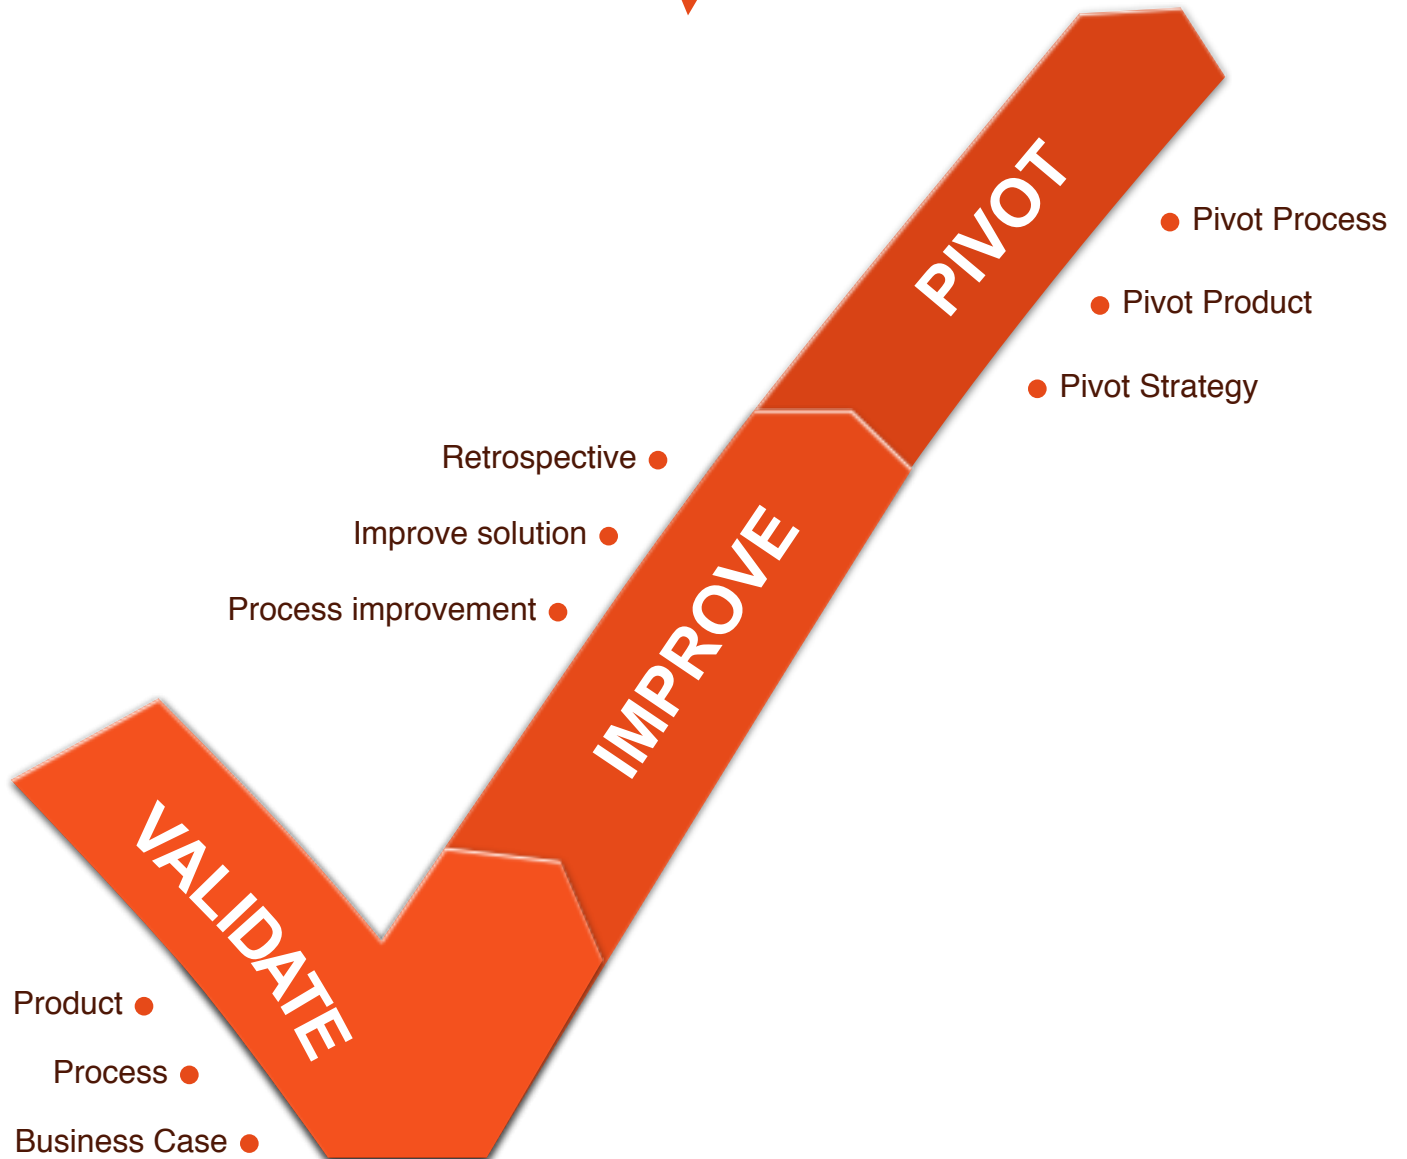 PIVOT
Pivot Process
Pivot Product
Pivot Strategy
Retrospective
Improve solution
Process improvement
IMPROVE
VALIDATE
Product
Process
Business Case